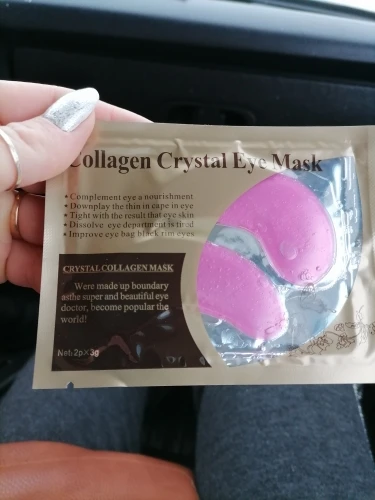 Collagen Crystal Eye Mask
• Complement eye a nourishment
• Downplay the thin in cape in eye
• Tight with the result that eye skin
• Dissolve eye department is tirod
• Improve eye bag black rim eyes
CRYSTAL COLLAGEN MASK
Were made up boundary
asthe super and beautiful eye
doctor, become popular the
world!
Net: 2p×3g